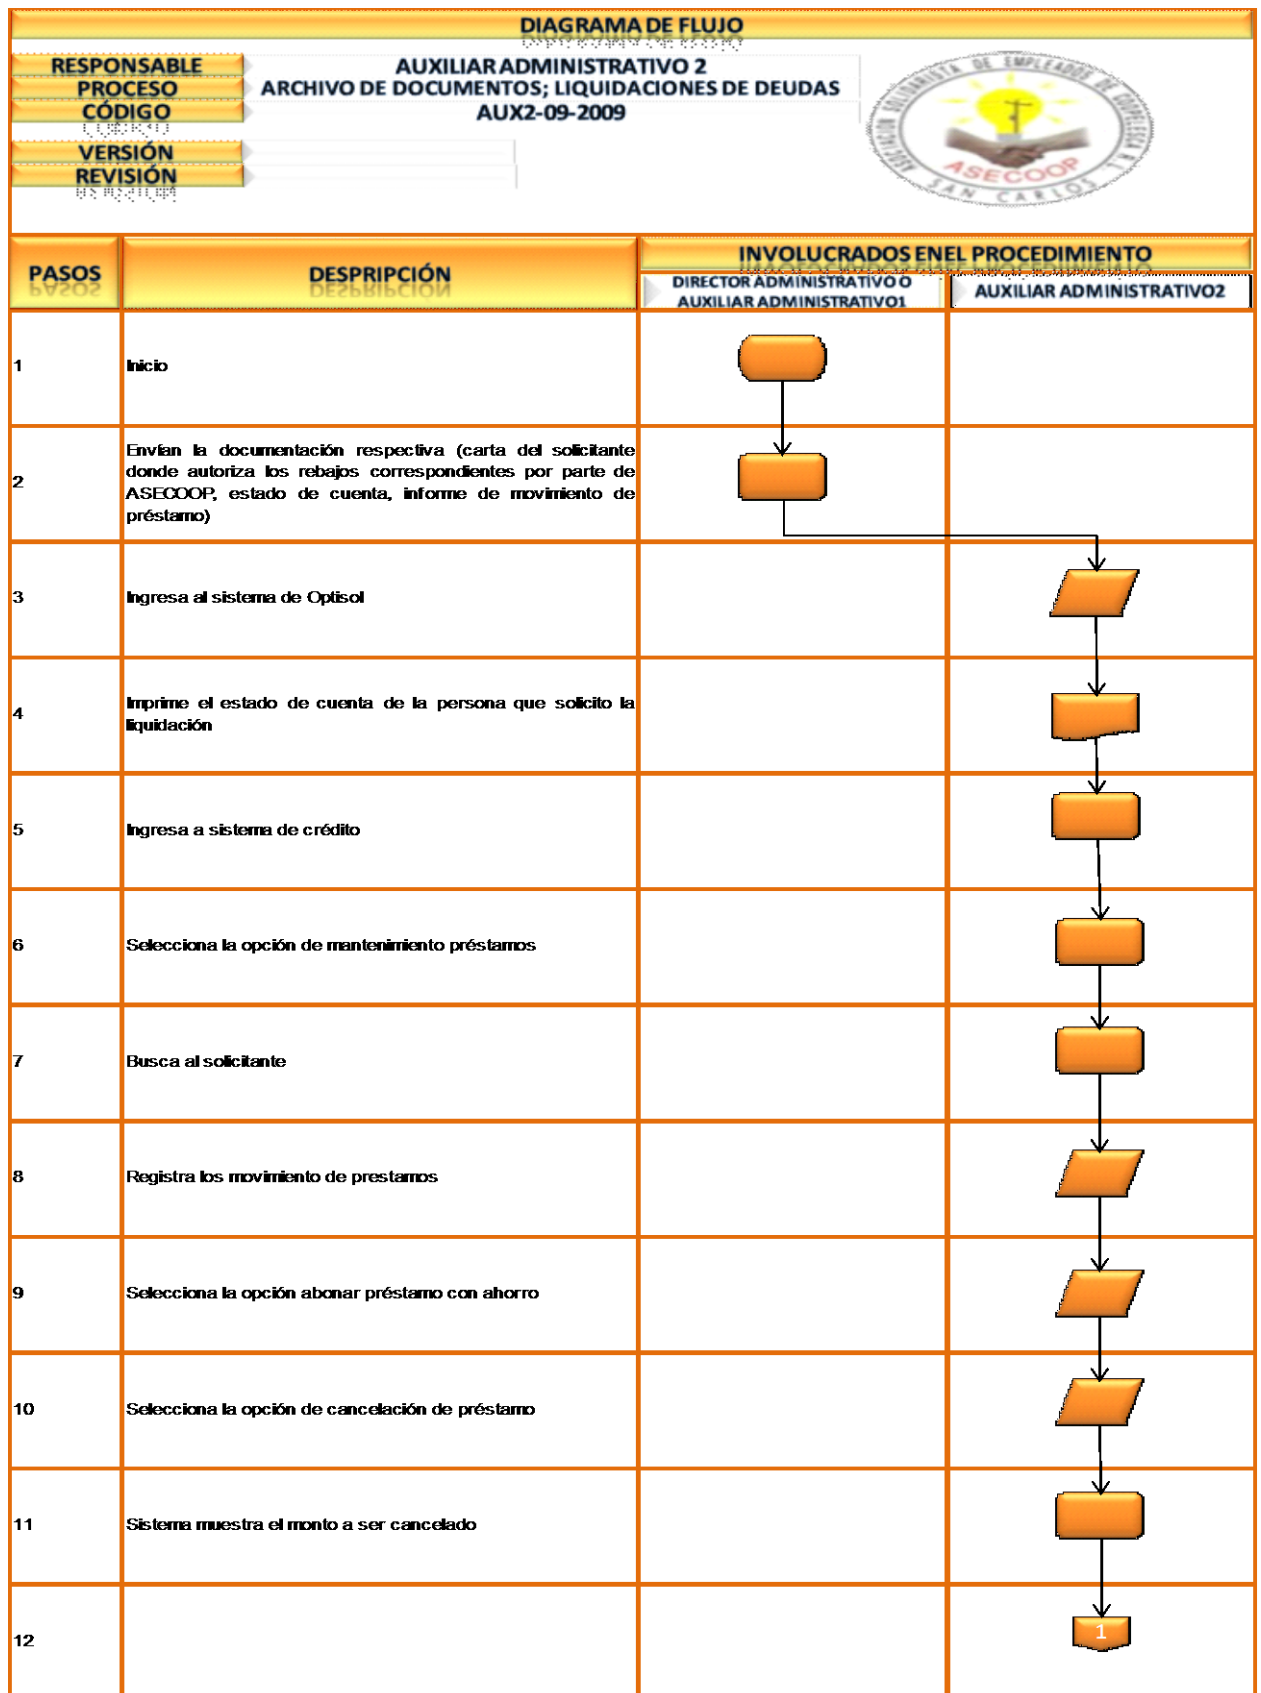 DIAGRAMA DE FLUJO
RESPONSABLE
AUXILIAR ADMINISTRATIVO 2
PROCESO
ARCHIVO DE DOCUMENTOS; LIQUIDACIONES DE DEUDAS
CÓDIGO
AUX2-09-2009
VERSIÓN
REVISIÓN
ASOCIACIÓN SOLIDARISTA DE EMPLEADOS DE COOPELESCA R.L.
ASECOOP
SAN CARLOS
PASOS
DESPRIPCIÓN
INVOLUCRADOS EN EL PROCEDIMIENTO
DIRECTOR ADMINISTRATIVO O
AUXILIAR ADMINISTRATIVO1
AUXILIAR ADMINISTRATIVO2
1
Inicio
2
Envían la documentación respectiva (carta del solicitante
donde autoriza los rebajos correspondientes por parte de
ASECOOP, estado de cuenta, informe de movimiento de
préstamo)
3
Ingresa al sistema de Optisol
4
Imprime el estado de cuenta de la persona que solicito la
liquidación
5
Ingresa a sistema de crédito
6
Selecciona la opción de mantenimiento préstamos
7
Busca al solicitante
8
Registra los movimiento de prestamos
9
Selecciona la opción abonar préstamo con ahorro
10
Selecciona la opción de cancelación de préstamo
11
Sistema muestra el monto a ser cancelado
12
1